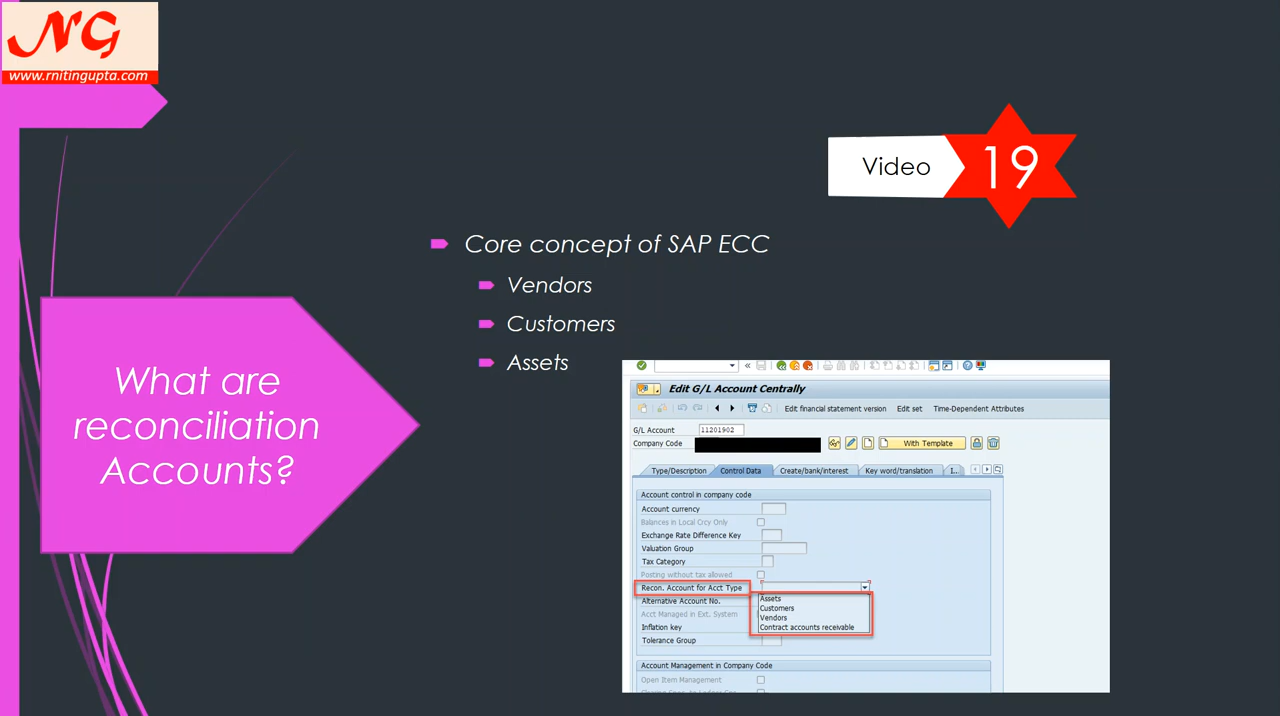 NG
www.rnitingupta.com
Video
19
Core concept of SAP ECC
Vendors
Customers
Assets
What are
reconciliation
Accounts?
Edit G/L Account Centrally
Edit financial statement version Edit set Time-Dependent Attributes
G/L Account 11201902
Company Code
With Template
Type/Description Control Data Create/bank/interest Key word/translation I...
Account control in company code
Account currency
Balances in Local Crcy Only
Exchange Rate Difference Key
Valuation Group
Tax Category
Posting without tax allowed
Recon. Account for Acct Type
Assets
Alternative Account No.
Customers
Acct Managed in Ext. System
Vendors
Inflation key
Contract accounts receivable
Tolerance Group
Account Management in Company Code
Open Item Management